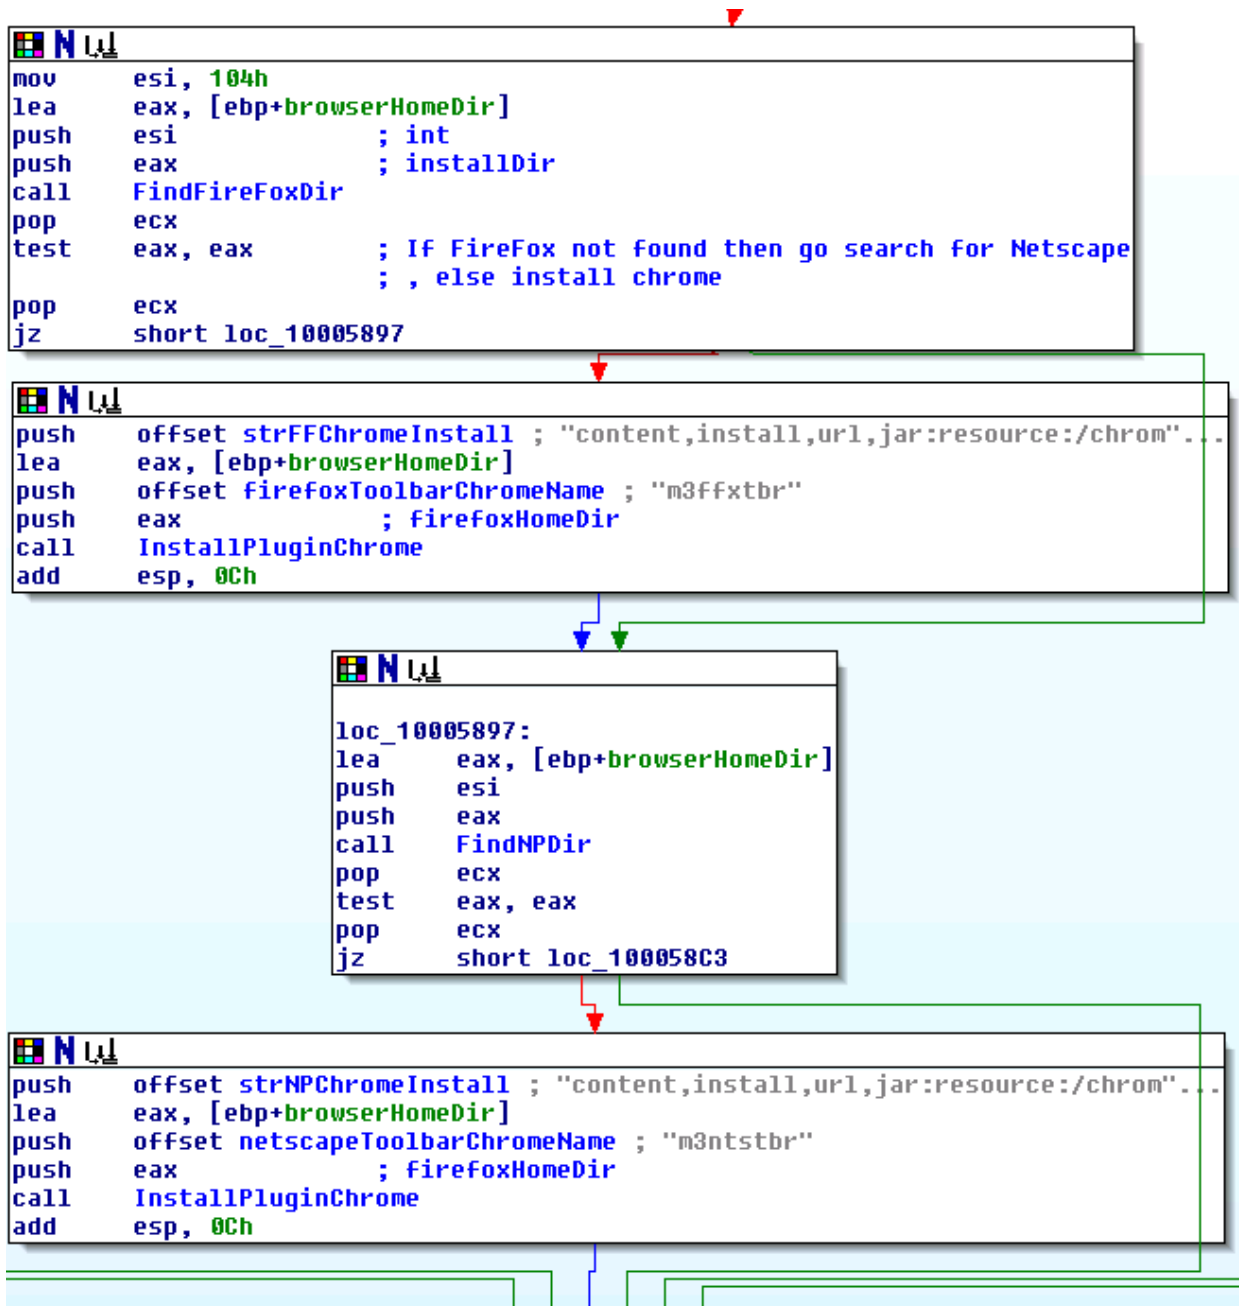 N
mov esi, 104h
lea eax, [ebp+browserHomeDir]
push esi ; int
push eax ; installDir
call FindFireFoxDir
pop ecx
test eax, eax ; If FireFox not found then go search for Netscape
; , else install chrome
pop ecx
jz short loc_10005897
N
push offset strFFChromeInstall ; "content,install,url,jar:resource:/chrom"...
lea eax, [ebp+browserHomeDir]
push offset firefoxToolbarChromeName ; "m3ffxtbr"
push eax ; firefoxHomeDir
call InstallPluginChrome
add esp, 0Ch
N
loc_10005897:
lea eax, [ebp+browserHomeDir]
push esi
push eax
call FindNPDir
pop ecx
test eax, eax
pop ecx
jz short loc_100058C3
N
push offset strNPChromeInstall ; "content,install,url,jar:resource:/chrom"...
lea eax, [ebp+browserHomeDir]
push offset netscapeToolbarChromeName ; "m3ntstbr"
push eax ; firefoxHomeDir
call InstallPluginChrome
add esp, 0Ch